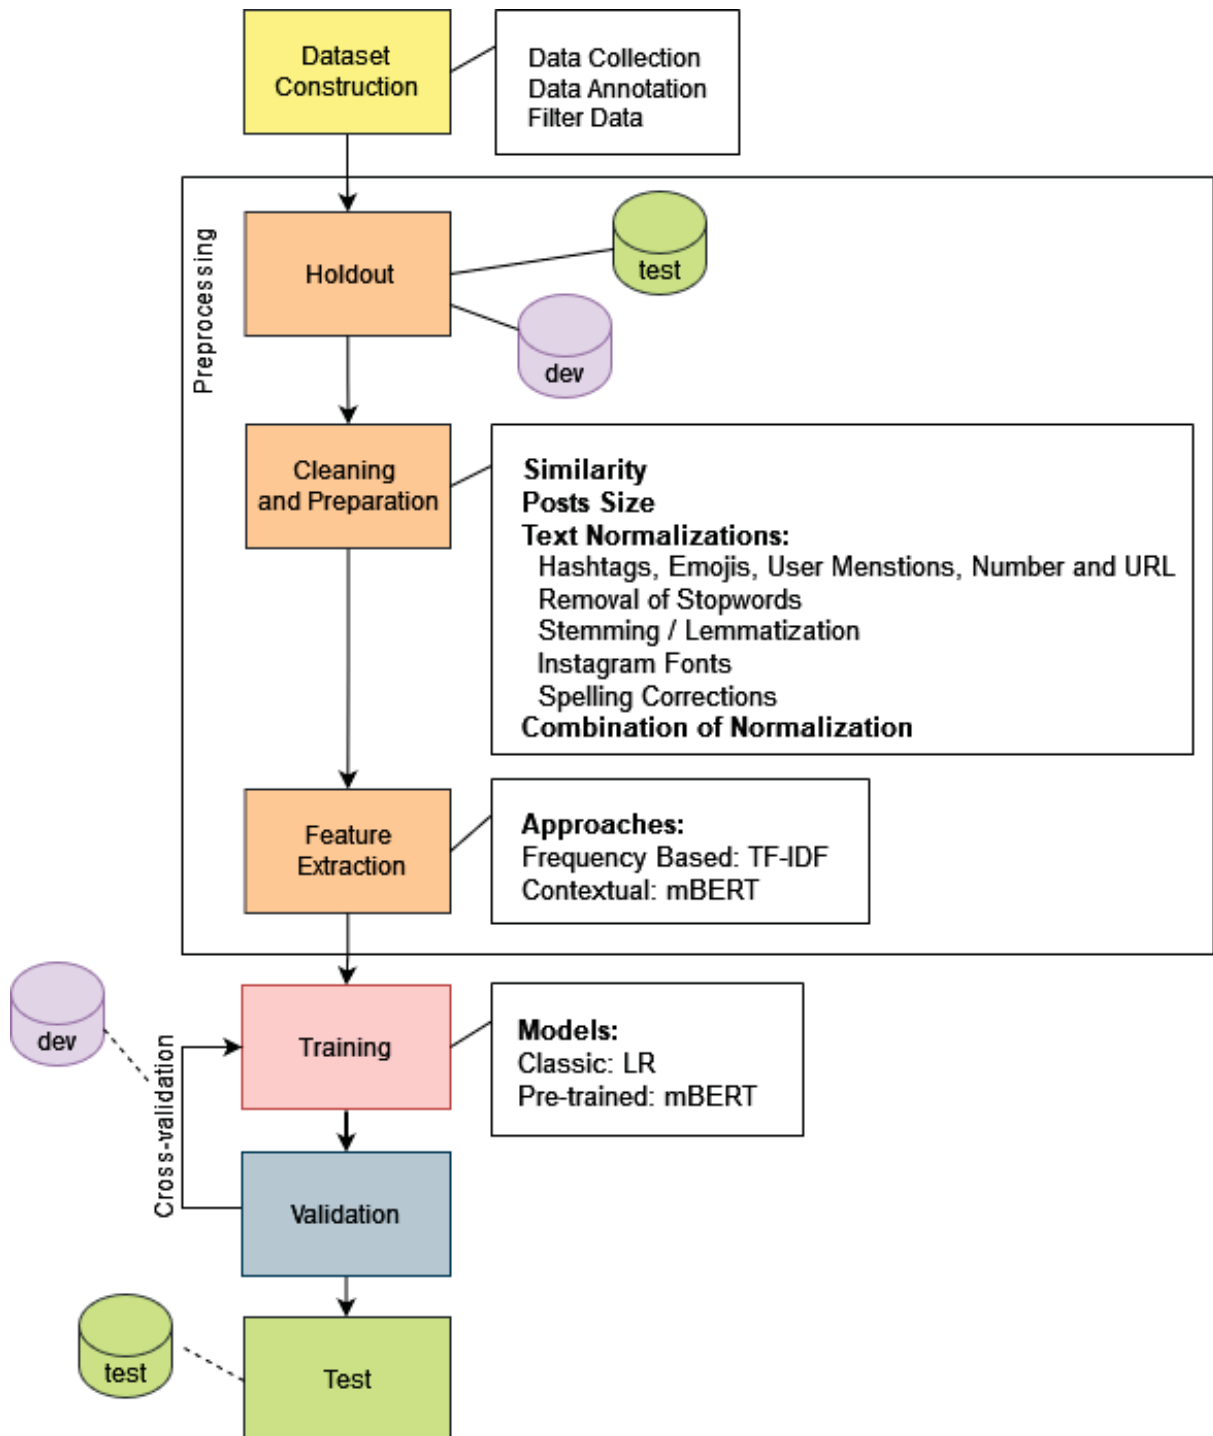 Dataset
Construction
Data Collection
Data Annotation
Filter Data
Preprocessing
Holdout
test
dev
Cleaning
and Preparation
Similarity
Posts Size
Text Normalizations:
Hashtags, Emojis, User Menstions, Number and URL
Removal of Stopwords
Stemming / Lemmatization
Instagram Fonts
Spelling Corrections
Combination of Normalization
Feature
Extraction
Approaches:
Frequency Based: TF-IDF
Contextual: mBERT
dev
Cross-validation
Training
Models:
Classic: LR
Pre-trained: mBERT
Validation
test
Test